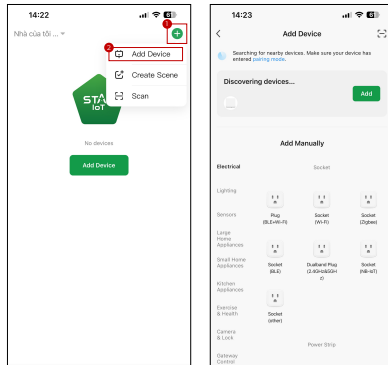 14:22
1
Nhà của tôi ...
2
Add Device
Create Scene
Scan
STAR
IoT
No devices
Add Device
14:23
Add Device
Searching for nearby devices. Make sure your device has
entered pairing mode.
Discovering devices...
Add
Add Manually
Electrical
Socket
Lighting
Sensors
Plug
(BLE+Wi-Fi)
Socket
(Wi-Fi)
Socket
(Zigbee)
Large
Home
Appliances
Small Home
Appliances
Socket
(BLE)
Dualband Plug
(2.4GHz&5GH
z)
Socket
(NB-IoT)
Kitchen
Appliances
Exercise
& Health
Socket
(other)
Camera
& Lock
Power Strip
Gateway
Control